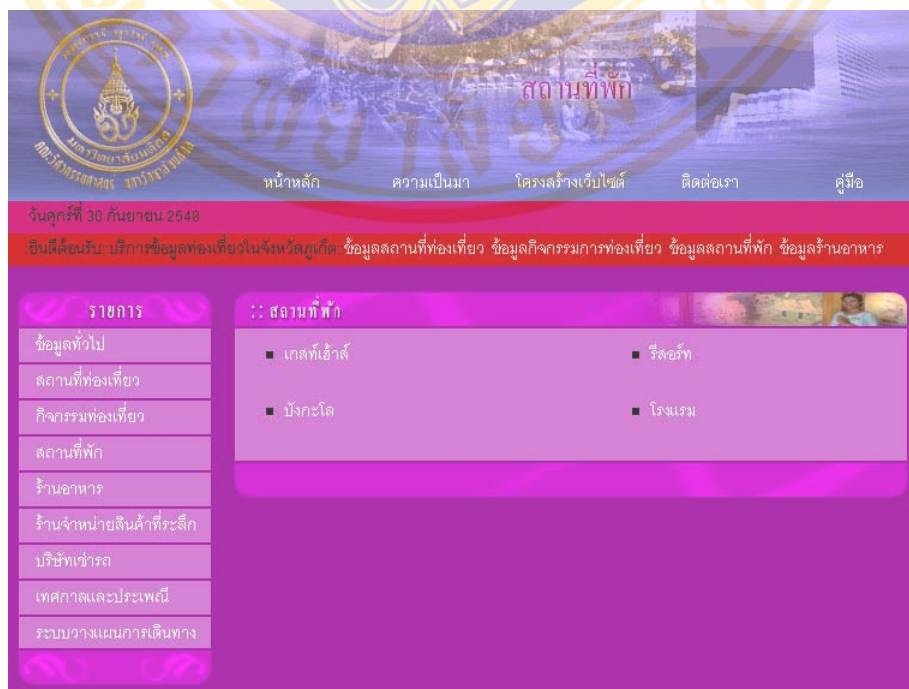 สถานที่พัก
หน้าหลัก ความเป็นมา โครงสร้างเว็บไซต์ ติดต่อเรา คู่มือ
วันศุกร์ที่ 30 กันยายน 2548
ยินดีต้อนรับ::บริการข้อมูลท่องเที่ยวในจังหวัดภูเก็ต: ข้อมูลสถานที่ท่องเที่ยว ข้อมูลกิจกรรมการท่องเที่ยว ข้อมูลสถานที่พัก ข้อมูลร้านอาหาร
รายการ
ข้อมูลทั่วไป
สถานที่ท่องเที่ยว
กิจกรรมท่องเที่ยว
สถานที่พัก
ร้านอาหาร
ร้านจำหน่ายสินค้าที่ระลึก
บริษัทเช่ารถ
เทศกาลและประเพณี
ระบบวางแผนการเดินทาง
:: สถานที่พัก
เกสท์เฮ้าส์ รีสอร์ท
บังกะโล โรงแรม